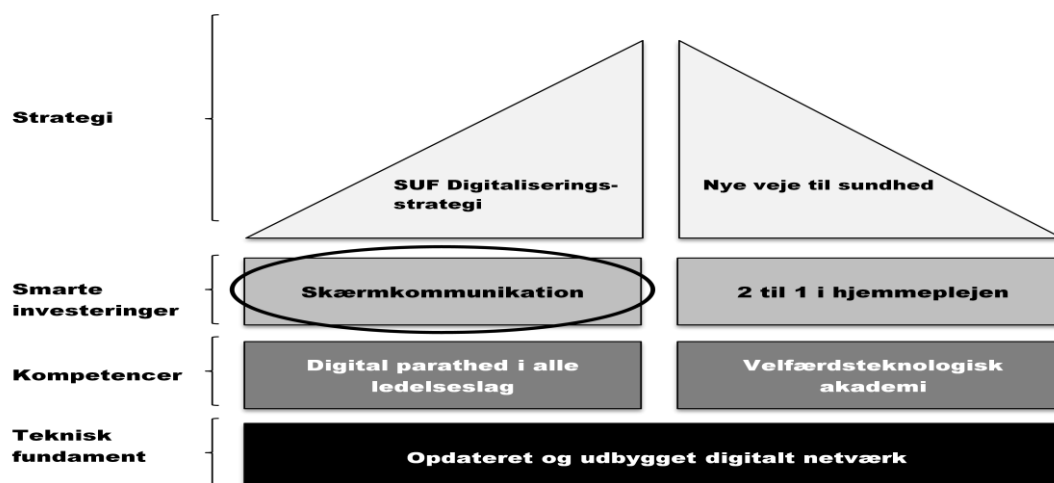 Strategi
SUF Digitaliserings-
strategi
Nye veje til sundhed
Smarte
investeringer
Skærmkommunikation
2 til 1 i hjemmeplejen
Kompetencer
Digital parathed i alle
ledelseslag
Velfærdsteknologisk
akademi
Teknisk
fundament
Opdateret og udbygget digitalt netværk